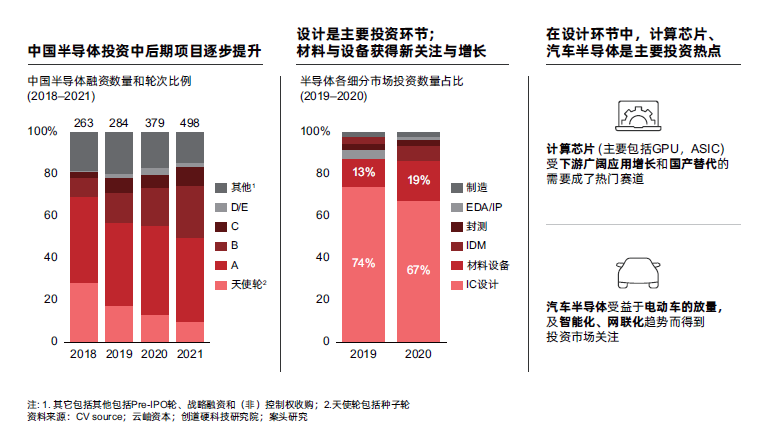 中国半导体投资中后期项目逐步提升
中国半导体融资数量和轮次比例
(2018–2021)
263 284 379 498
100%
80
60
40
20
0
2018 2019 2020 2021
其他¹
D/E
C
B
A
天使轮²
设计是主要投资环节;
材料与设备获得新关注与增长
半导体各细分市场投资数量占比
(2019–2020)
100%
80
60
40
20
0
13% 19%
74% 67%
2019 2020
制造
EDA/IP
封测
IDM
材料设备
IC设计
在设计环节中，计算芯片、
汽车半导体是主要投资热点
计算芯片 (主要包括GPU，ASIC)
受下游广阔应用增长和国产替代的
需要成了热门赛道
汽车半导体受益于电动车的放量，
及智能化、网联化趋势而得到
投资市场关注
注: 1. 其它包括其他包括Pre-IPO轮、战略融资和（非）控制权收购；2.天使轮包括种子轮
资料来源：CV source；云岫资本；创道硬科技研究院；案头研究